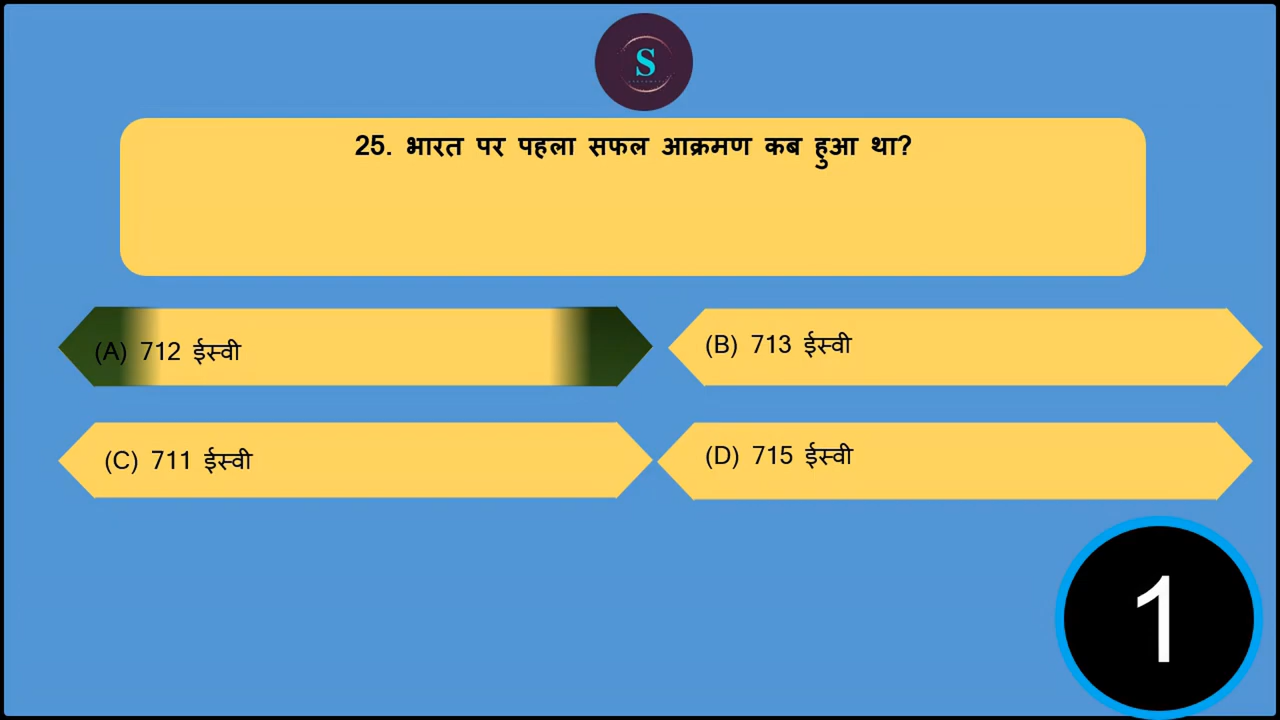 S
25. भारत पर पहला सफल आक्रमण कब हुआ था?
(A) 712 ईस्वी
(B) 713 ईस्वी
(C) 711 ईस्वी
(D) 715 ईस्वी
1